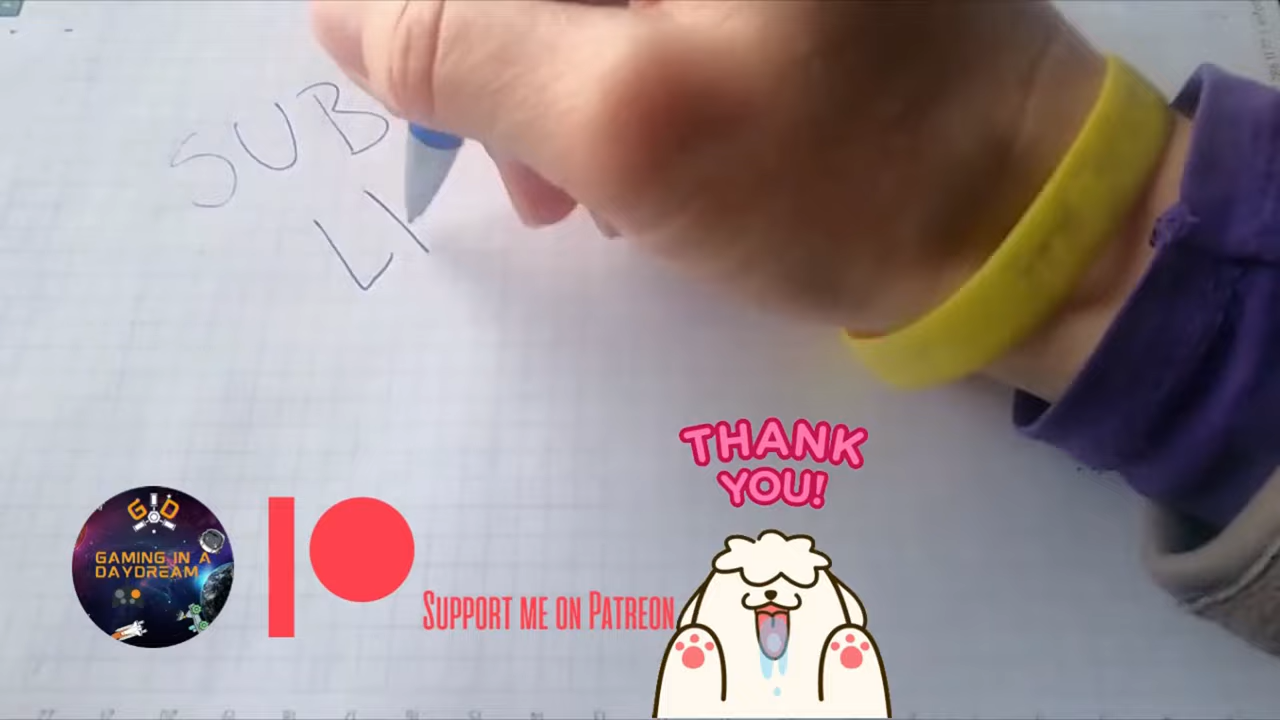 SUB
LI
THANK
YOU!
G D
GAMING IN A
DAYDREAM
SUPPORT ME ON PATREON